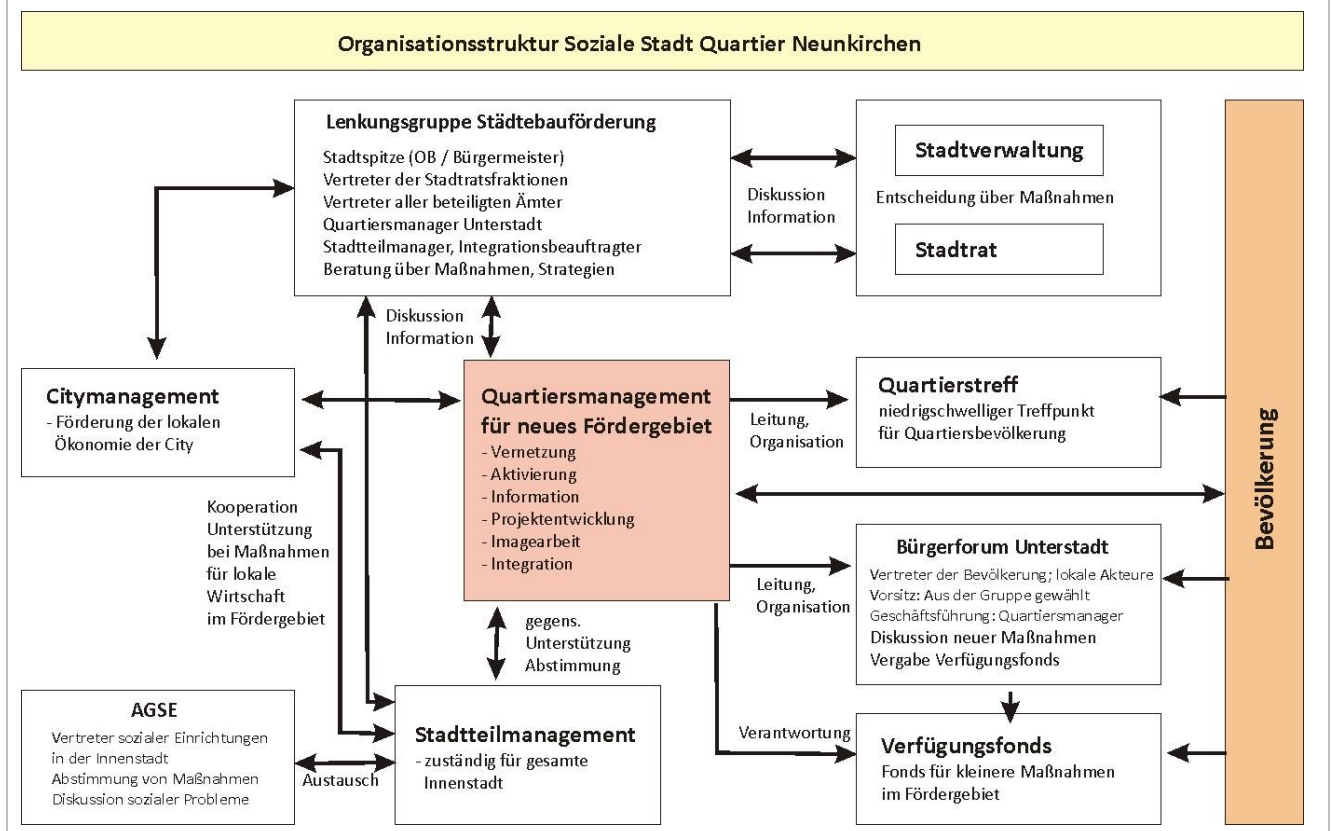 Organisationsstruktur Soziale Stadt Quartier Neunkirchen
Lenkungsgruppe Städtebauförderung
Stadtspitze (OB / Bürgermeister)
Vertreter der Stadtratsfraktionen
Vertreter aller beteiligten Ämter
Quartiersmanager Unterstadt
Stadtteilmanager, Integrationsbeauftragter
Beratung über Maßnahmen, Strategien
Diskussion
Information
Stadtverwaltung
Entscheidung über Maßnahmen
Stadtrat
Diskussion
Information
Citymanagement
- Förderung der lokalen
Ökonomie der City
Quartiersmanagement
für neues Fördergebiet
- Vernetzung
- Aktivierung
- Information
- Projektentwicklung
- Imagearbeit
- Integration
Leitung,
Organisation
Quartierstreff
niedrigschwelliger Treffpunkt
für Quartiersbevölkerung
Bevölkerung
Kooperation
Unterstützung
bei Maßnahmen
für lokale
Wirtschaft
im Fördergebiet
Leitung,
Organisation
Bürgerforum Unterstadt
Vertreter der Bevölkerung; lokale Akteure
Vorsitz: Aus der Gruppe gewählt
Geschäftsführung: Quartiersmanager
Diskussion neuer Maßnahmen
Vergabe Verfügungsfonds
gegens.
Unterstützung
Abstimmung
AGSE
Vertreter sozialer Einrichtungen
in der Innenstadt
Abstimmung von Maßnahmen
Diskussion sozialer Probleme
Austausch
Stadtteilmanagement
- zuständig für gesamte
Innenstadt
Verantwortung
Verfügungsfonds
Fonds für kleinere Maßnahmen
im Fördergebiet